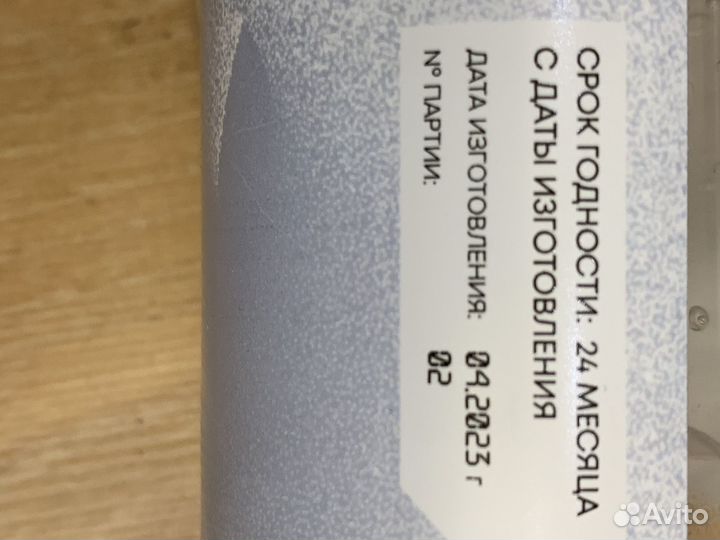 СРОК ГОДНОСТИ: 24 МЕСЯЦА
С ДАТЫ ИЗГОТОВЛЕНИЯ
ДАТА ИЗГОТОВЛЕНИЯ: 04.2023 г
№ ПАРТИИ: 02
Avito